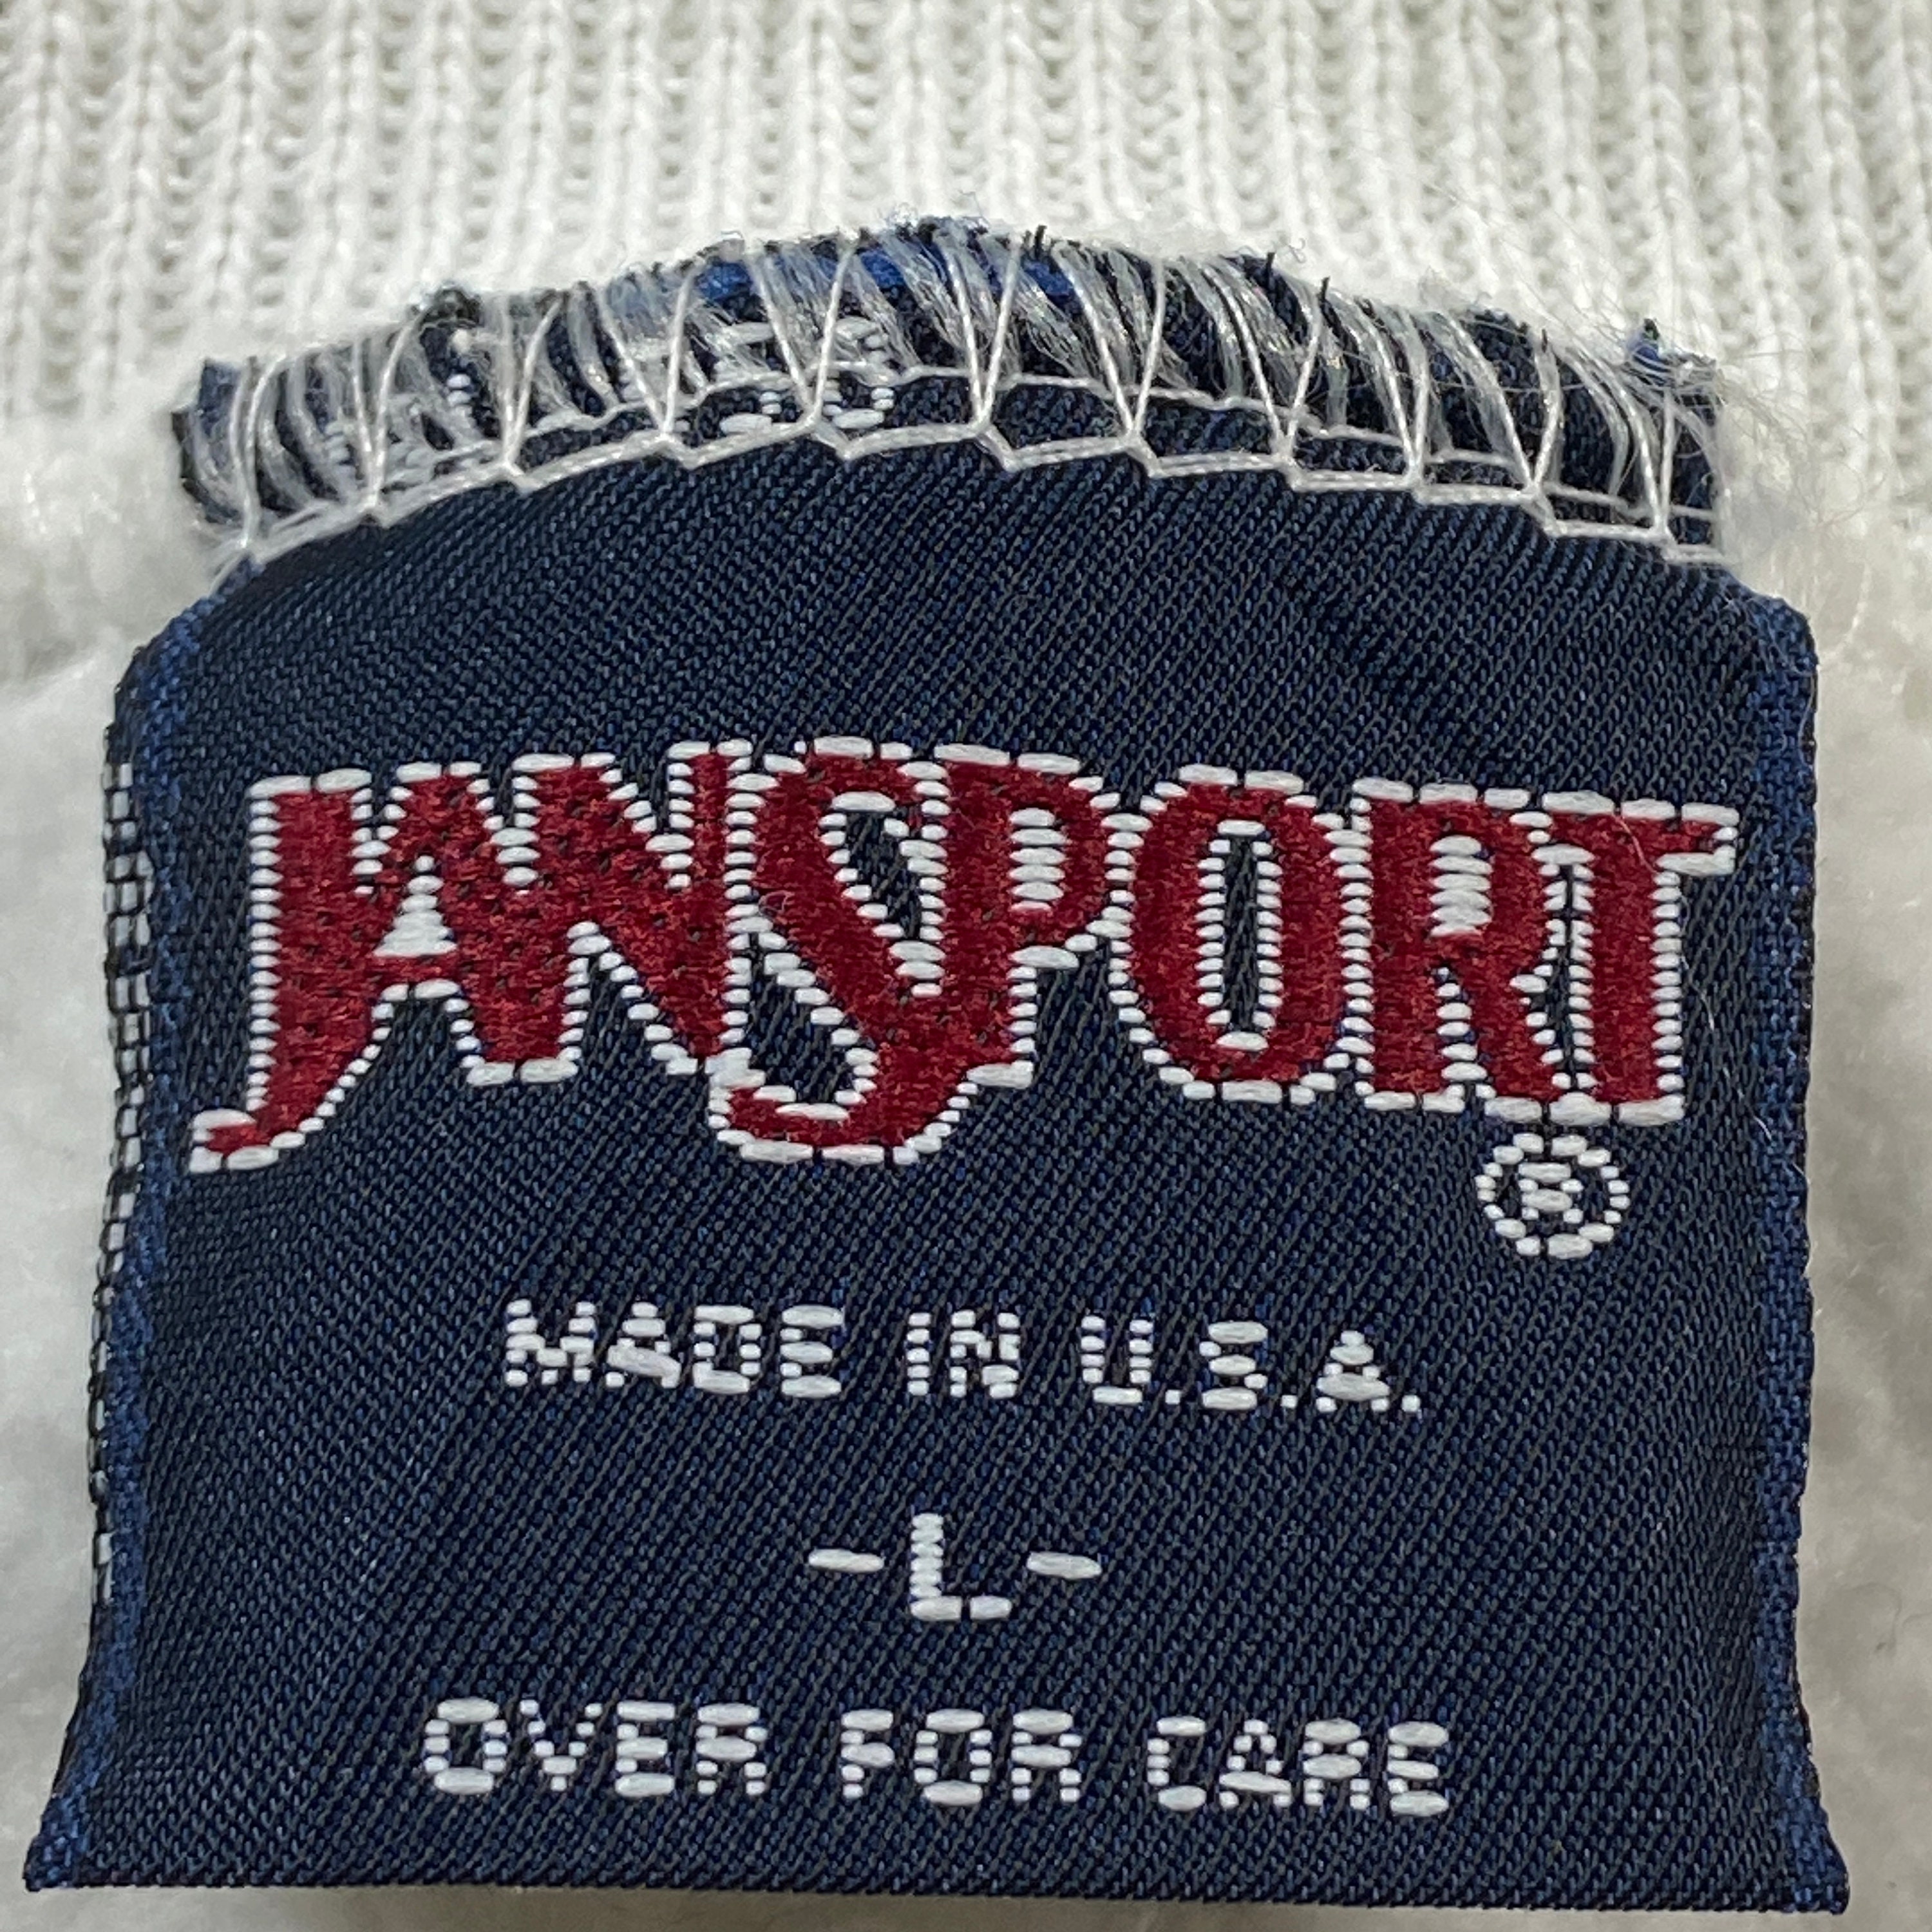 JANSPORT
®
MADE IN U.S.A.
-L-
OVER FOR CARE